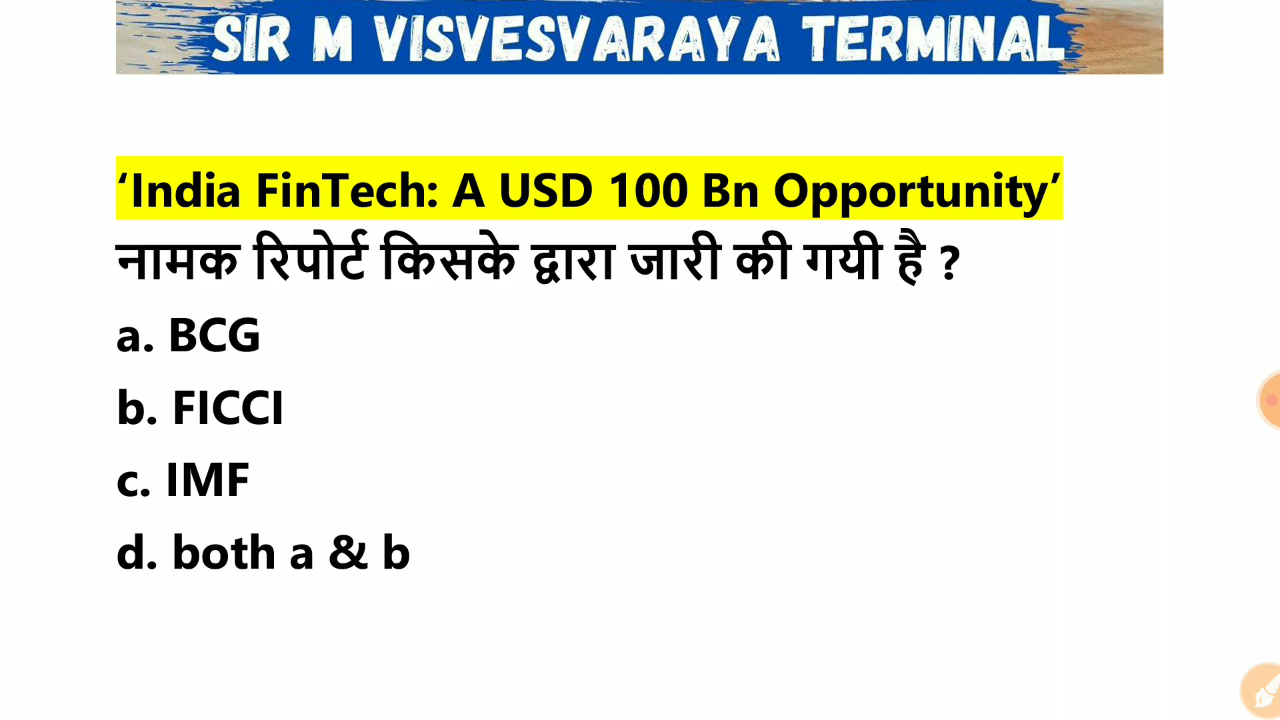 SIR M VISVESVARAYA TERMINAL
‘India FinTech: A USD 100 Bn Opportunity’
नामक रिपोर्ट किसके द्वारा जारी की गयी है ?
a. BCG
b. FICCI
c. IMF
d. both a & b